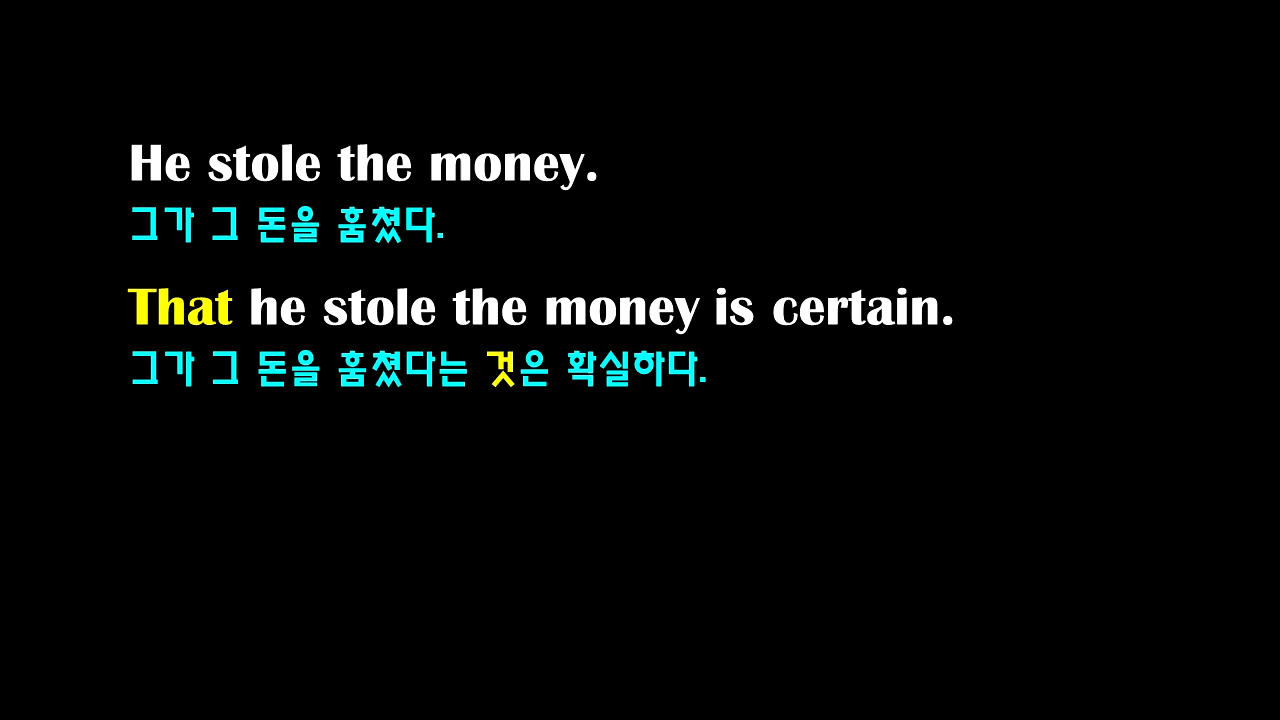 He stole the money.
그가 그 돈을 훔쳤다.
That he stole the money is certain.
그가 그 돈을 훔쳤다는 것은 확실하다.